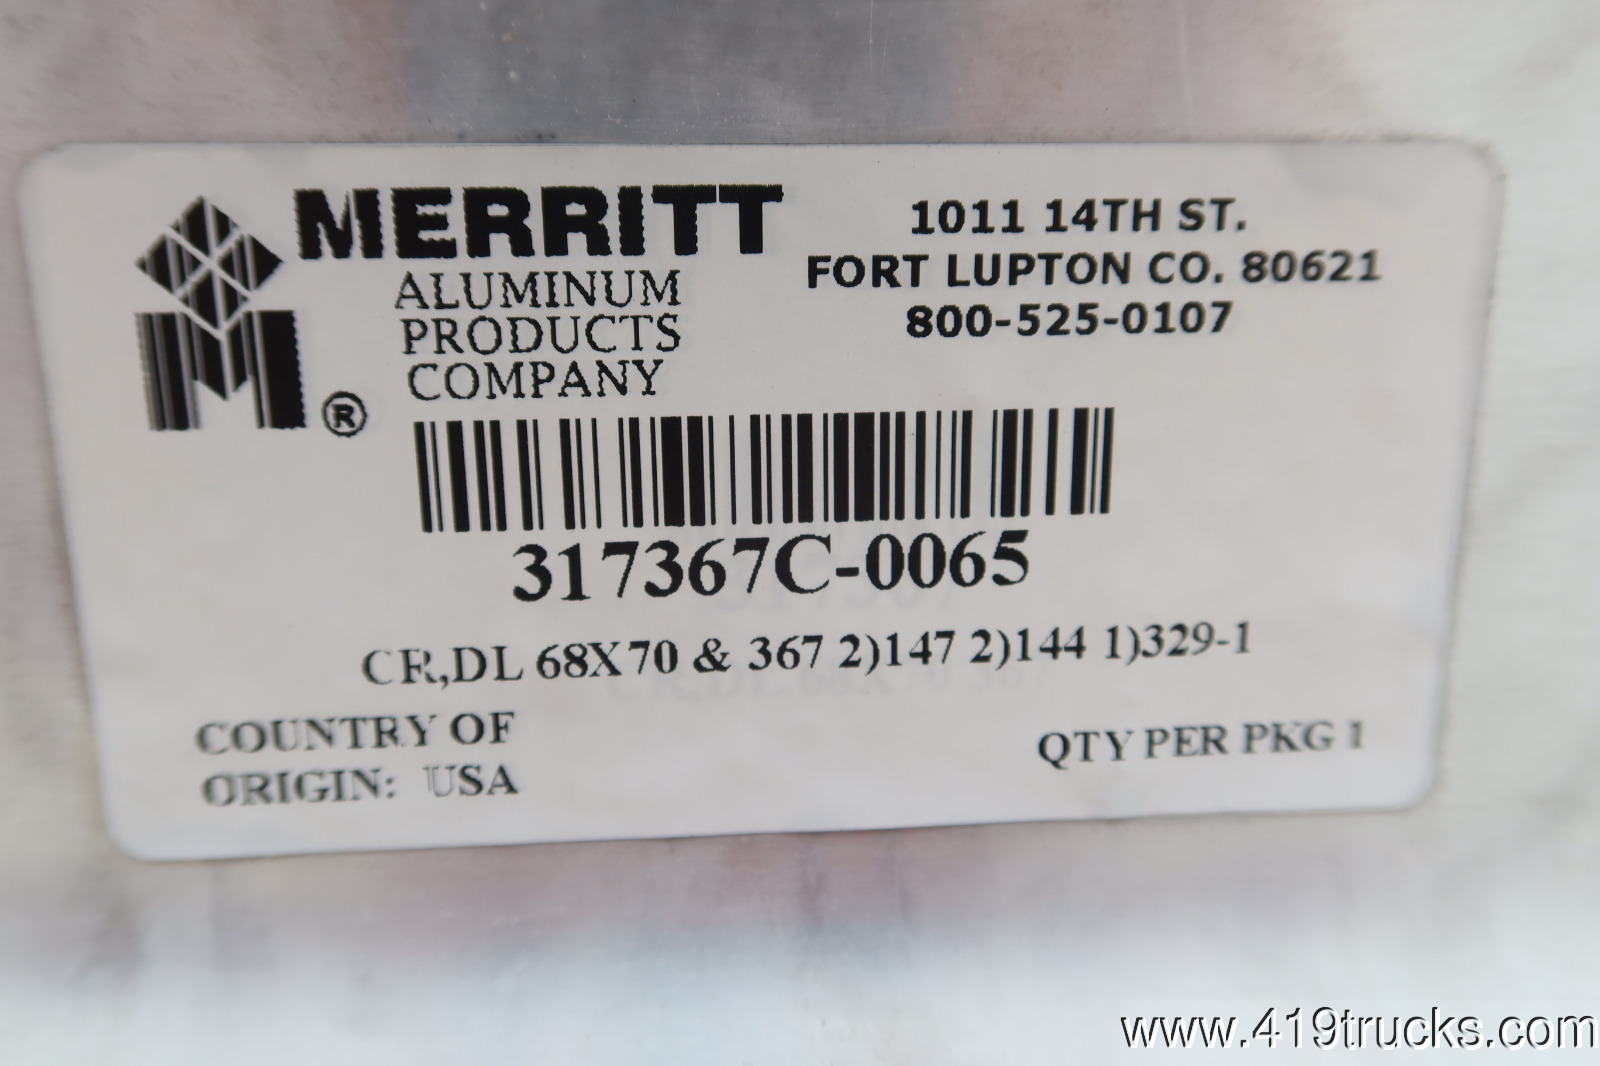 MERRITT
ALUMINUM
PRODUCTS
COMPANY
®
1011 14TH ST.
FORT LUPTON CO. 80621
800-525-0107
317367C-0065
CR,DL 68X70 & 367 2)147 2)144 1)329-1
COUNTRY OF
ORIGIN: USA
QTY PER PKG 1
www.419trucks.com